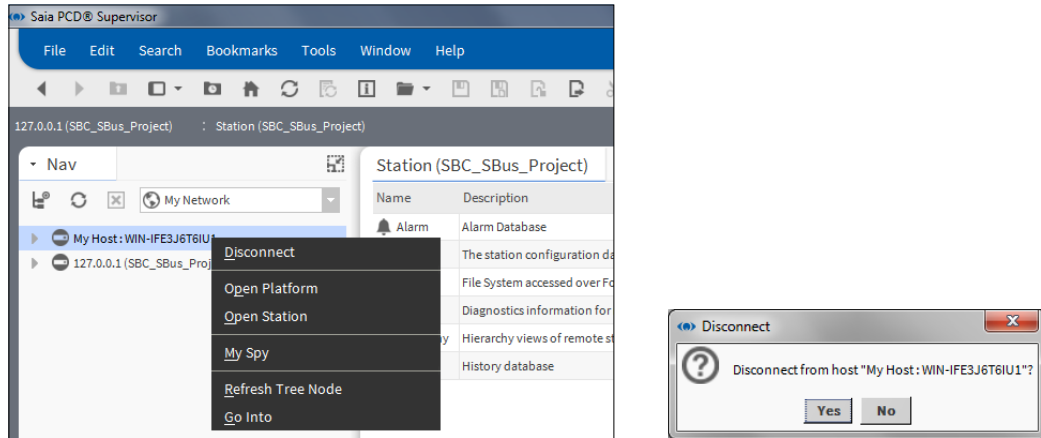 Saia PCD® Supervisor
File Edit Search Bookmarks Tools Window Help
127.0.0.1 (SBC_SBus_Project) : Station (SBC_SBus_Project)
Nav
My Network
My Host : WIN-IFE3J6T6IU1
127.0.0.1 (SBC_SBus_Proj
Disconnect
Open Platform
Open Station
My Spy
Refresh Tree Node
Go Into
Station (SBC_SBus_Project)
Name Description
Alarm Alarm Database
The station configuration da
File System accessed over Fo
Diagnostics information for
y Hierarchy views of remote st
History database
Disconnect
Disconnect from host "My Host : WIN-IFE3J6T6IU1"?
Yes No